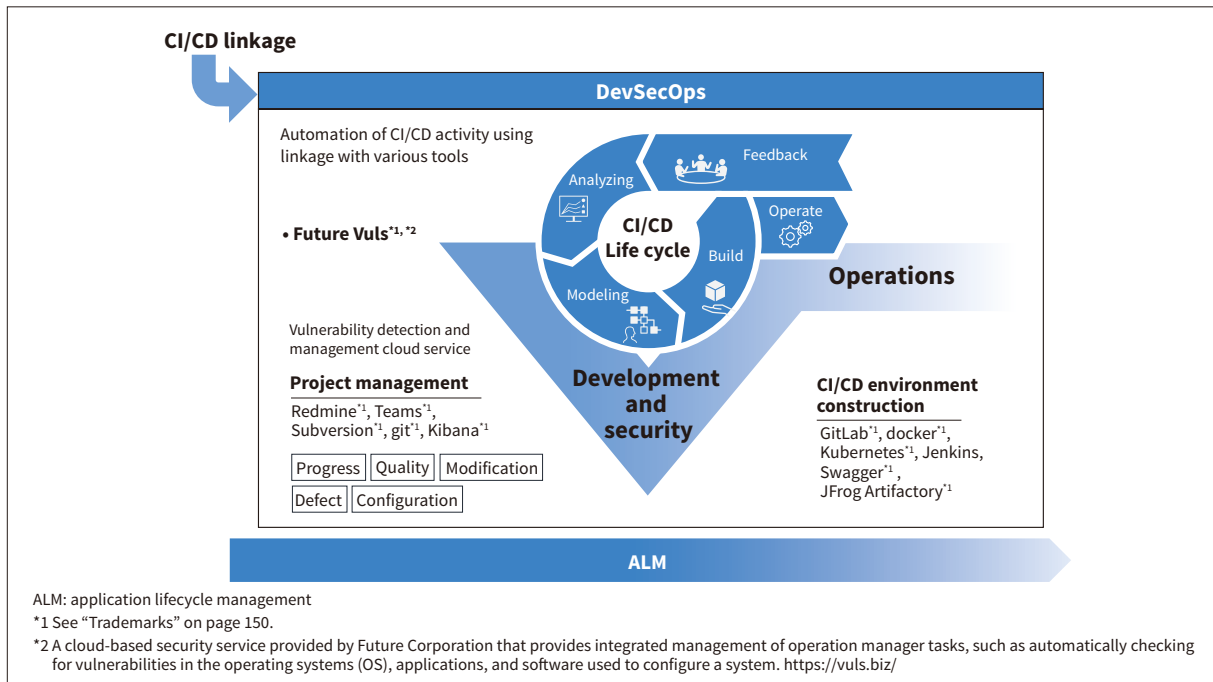 CI/CD linkage
DevSecOps
Automation of CI/CD activity using
linkage with various tools
Feedback
Analyzing
Operate
CI/CD
Life cycle
• Future Vuls*1, *2
Build
Operations
Modeling
Vulnerability detection and
management cloud service
Development
and
security
Project management
Redmine*1, Teams*1,
Subversion*1, git*1, Kibana*1
Progress Quality Modification
Defect Configuration
CI/CD environment
construction
GitLab*1, docker*1,
Kubernetes*1, Jenkins,
Swagger*1,
JFrog Artifactory*1
ALM
ALM: application lifecycle management
*1 See “Trademarks” on page 150.
*2 A cloud-based security service provided by Future Corporation that provides integrated management of operation manager tasks, such as automatically checking
for vulnerabilities in the operating systems (OS), applications, and software used to configure a system. https://vuls.biz/